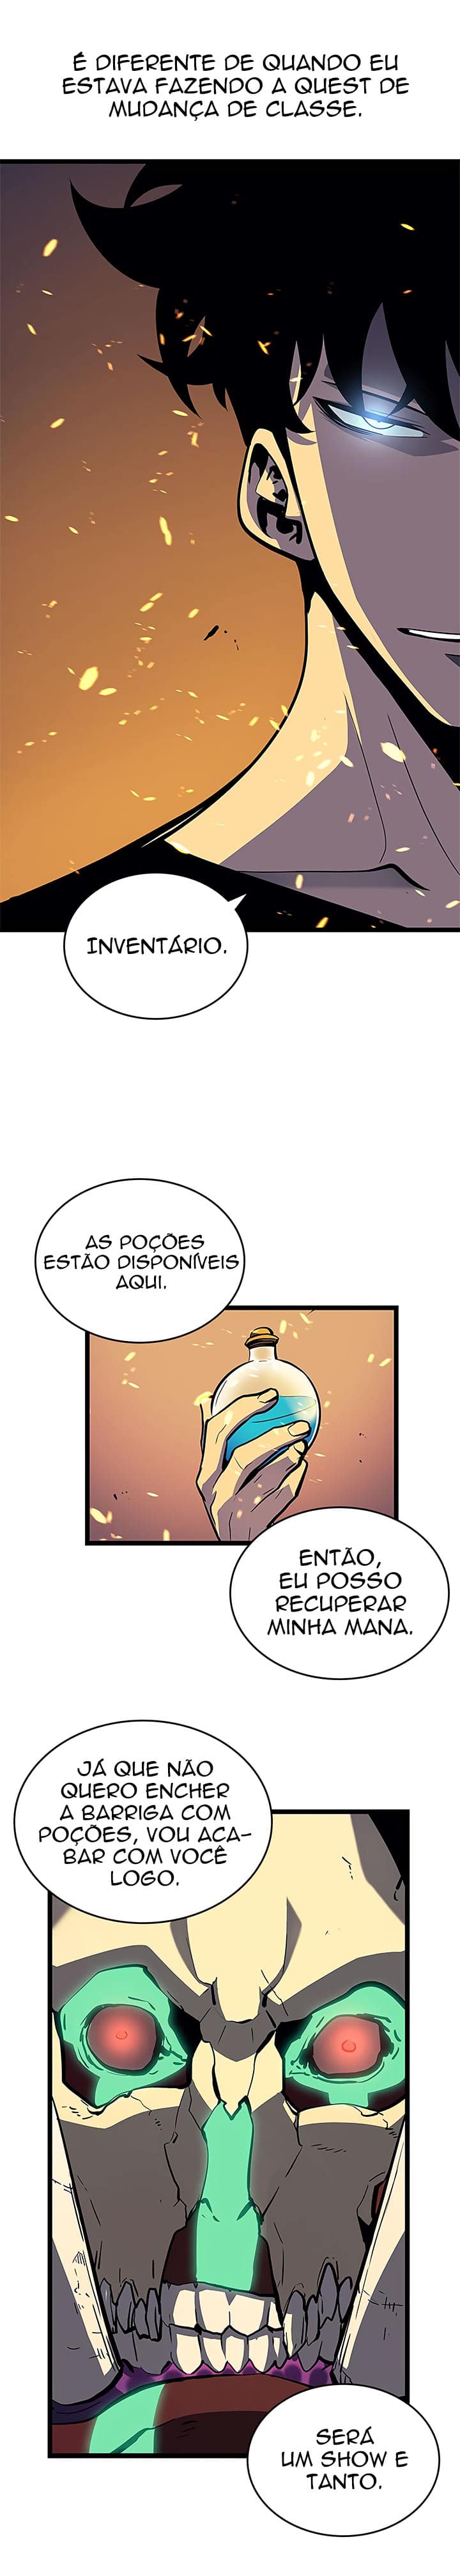 É DIFERENTE DE QUANDO EU
ESTAVA FAZENDO A QUEST DE
MUDANÇA DE CLASSE.
INVENTÁRIO.
AS POÇÕES
ESTÃO DISPONÍVEIS
AQUI.
ENTÃO,
EU POSSO
RECUPERAR
MINHA MANA.
JÁ QUE NÃO
QUERO ENCHER
A BARRIGA COM
POÇÕES, VOU ACA-
BAR COM VOCÊ
LOGO.
SERÁ
UM SHOW E
TANTO.